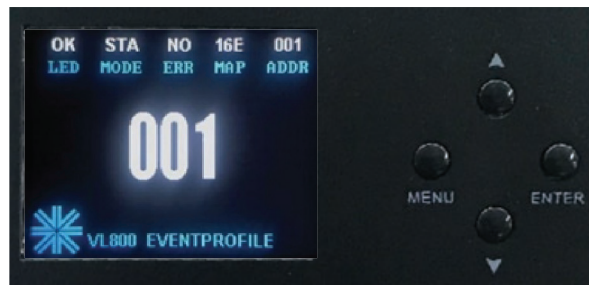 OK STA NO 16E 001
LED MODE ERR MAP ADDR
001
VL800 EVENTPROFILE
MENU
ENTER